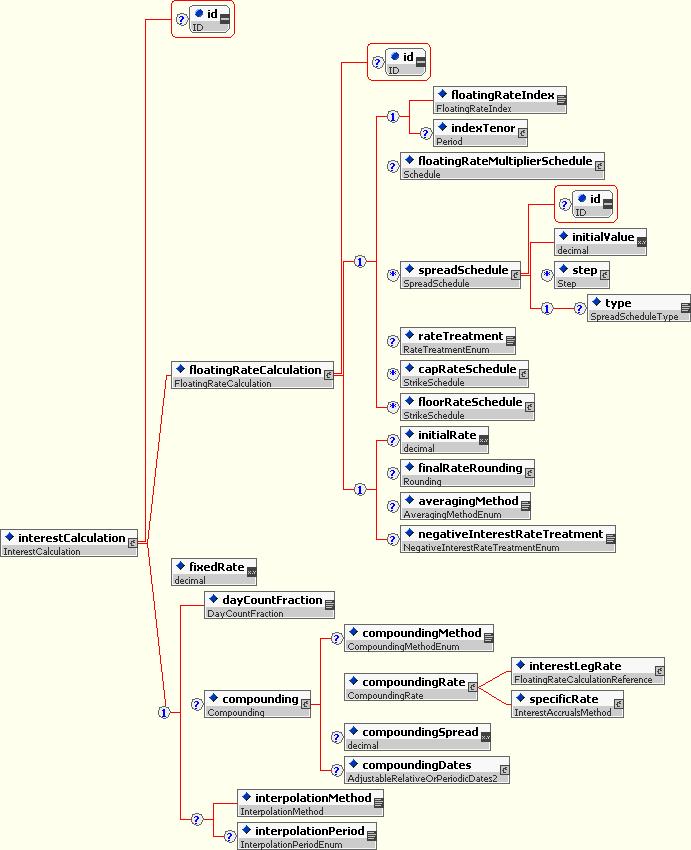 ? id
ID
? id
ID
floatingRateIndex
FloatingRateIndex
1
? indexTenor
Period
? floatingRateMultiplierSchedule
Schedule
? id
ID
initialValue
decimal
1
* spreadSchedule
SpreadSchedule
* step
Step
1 ? type
SpreadScheduleType
? rateTreatment
RateTreatmentEnum
floatingRateCalculation
FloatingRateCalculation
* capRateSchedule
StrikeSchedule
* floorRateSchedule
StrikeSchedule
? initialRate
decimal
? finalRateRounding
Rounding
1
? averagingMethod
AveragingMethodEnum
interestCalculation
InterestCalculation
? negativeInterestRateTreatment
NegativeInterestRateTreatmentEnum
fixedRate
decimal
dayCountFraction
DayCountFraction
? compoundingMethod
CompoundingMethodEnum
interestLegRate
FloatingRateCalculationReference
compoundingRate
CompoundingRate
? compounding
Compounding
specificRate
InterestAccrualsMethod
1
? compoundingSpread
decimal
? compoundingDates
AdjustableRelativeOrPeriodicDates2
interpolationMethod
InterpolationMethod
?
? interpolationPeriod
InterpolationPeriodEnum